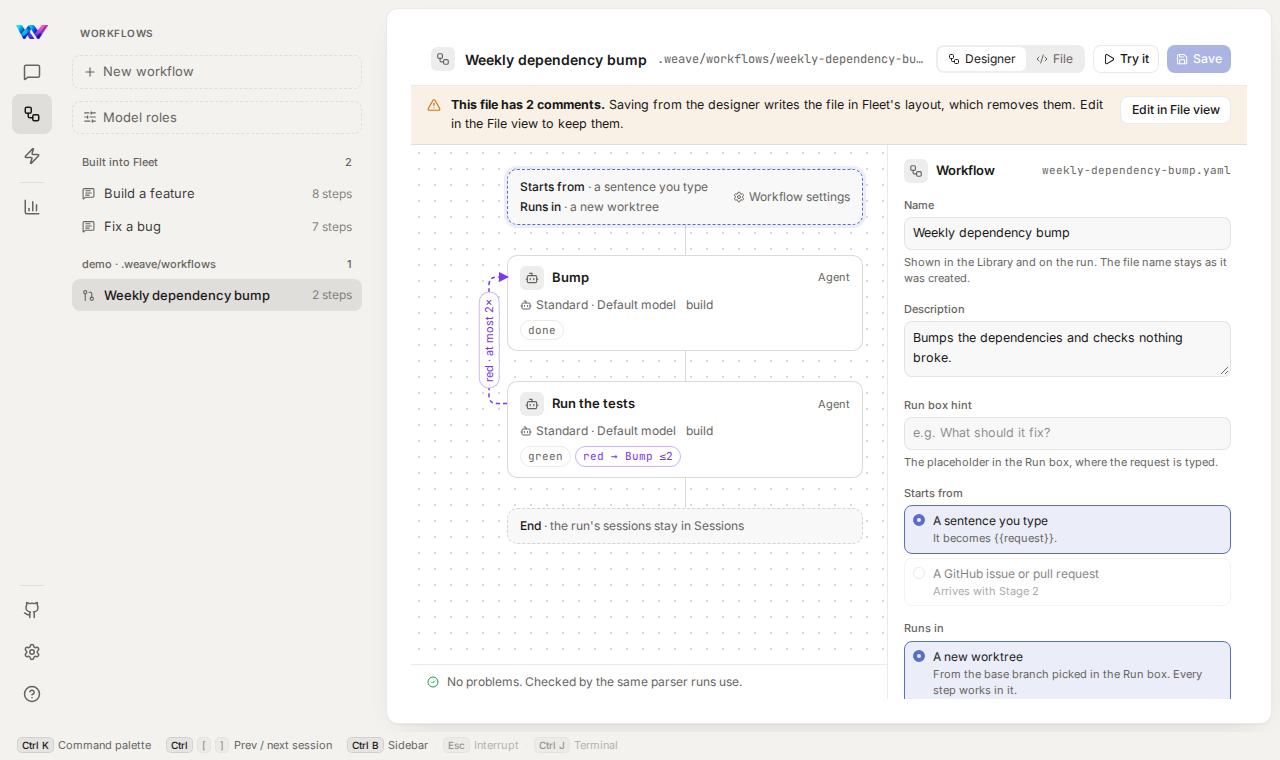 WORKFLOWS
New workflow
Model roles
Built into Fleet 2
Build a feature 8 steps
Fix a bug 7 steps
demo · .weave/workflows 1
Weekly dependency bump 2 steps
Weekly dependency bump .weave/workflows/weekly-dependency-bu… Designer File Try it Save
This file has 2 comments. Saving from the designer writes the file in Fleet's layout, which removes them. Edit
in the File view to keep them.
Edit in File view
Starts from · a sentence you type
Runs in · a new worktree
Workflow settings
Bump Agent
Standard · Default model build
done
red · at most 2×
Run the tests Agent
Standard · Default model build
green red → Bump ≤2
End · the run's sessions stay in Sessions
No problems. Checked by the same parser runs use.
Workflow weekly-dependency-bump.yaml
Name
Weekly dependency bump
Shown in the Library and on the run. The file name stays as it
was created.
Description
Bumps the dependencies and checks nothing
broke.
Run box hint
e.g. What should it fix?
The placeholder in the Run box, where the request is typed.
Starts from
A sentence you type
It becomes {{request}}.
A GitHub issue or pull request
Arrives with Stage 2
Runs in
A new worktree
From the base branch picked in the Run box. Every
step works in it.
Ctrl K Command palette Ctrl [ ] Prev / next session Ctrl B Sidebar Esc Interrupt Ctrl J Terminal